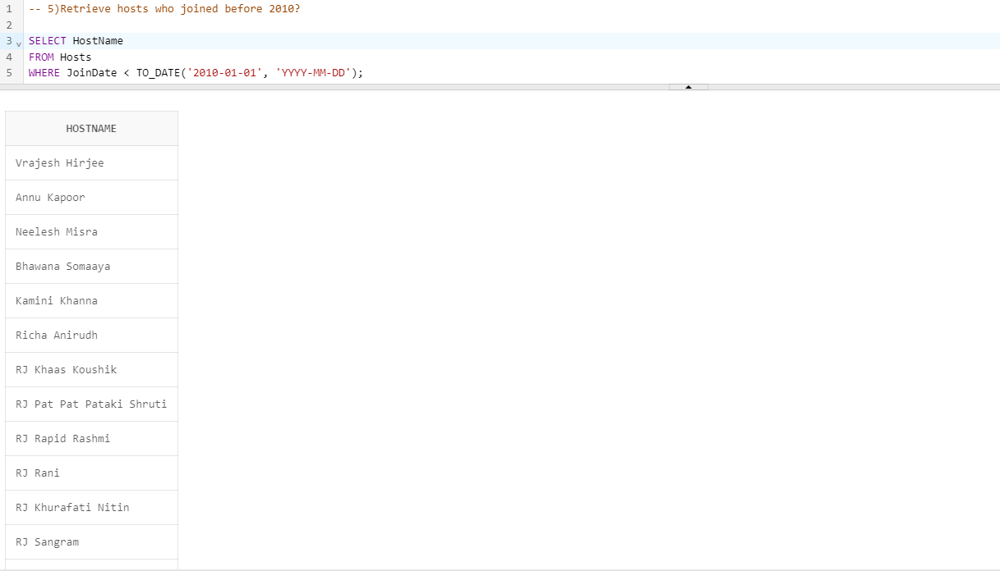 1 -- 5)Retrieve hosts who joined before 2010?
2
3 SELECT HostName
4 FROM Hosts
5 WHERE JoinDate < TO_DATE('2010-01-01', 'YYYY-MM-DD');
HOSTNAME
Vrajesh Hirjee
Annu Kapoor
Neelesh Misra
Bhawana Somaaya
Kamini Khanna
Richa Anirudh
RJ Khaas Koushik
RJ Pat Pat Pataki Shruti
RJ Rapid Rashmi
RJ Rani
RJ Khurafati Nitin
RJ Sangram